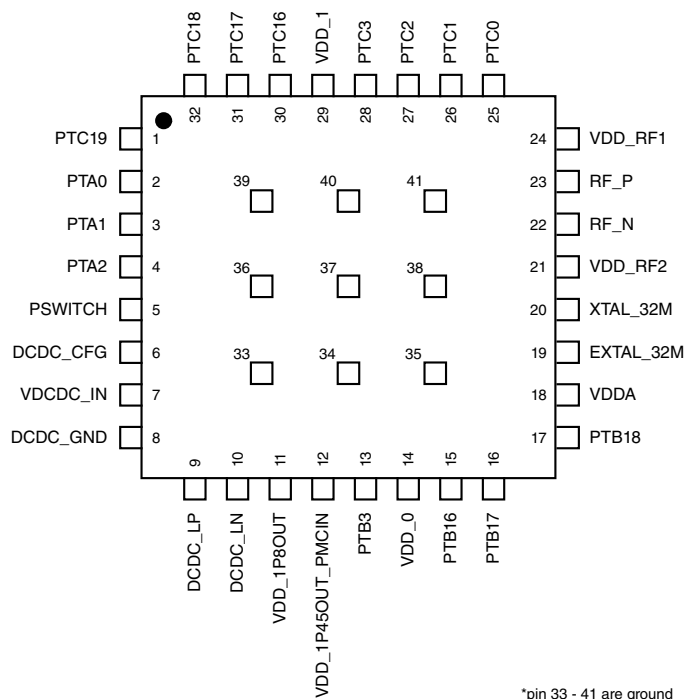 PTC18
PTC17
PTC16
VDD_1
PTC3
PTC2
PTC1
PTC0
32
31
30
29
28
27
26
25
PTC19 1
PTA0 2
PTA1 3
PTA2 4
PSWITCH 5
DCDC_CFG 6
VDCDC_IN 7
DCDC_GND 8
39 40 41
36 37 38
33 34 35
24 VDD_RF1
23 RF_P
22 RF_N
21 VDD_RF2
20 XTAL_32M
19 EXTAL_32M
18 VDDA
17 PTB18
9
10
11
12
13
14
15
16
DCDC_LP
DCDC_LN
VDD_1P8OUT
VDD_1P45OUT_PMCIN
PTB3
VDD_0
PTB16
PTB17
*pin 33 - 41 are ground